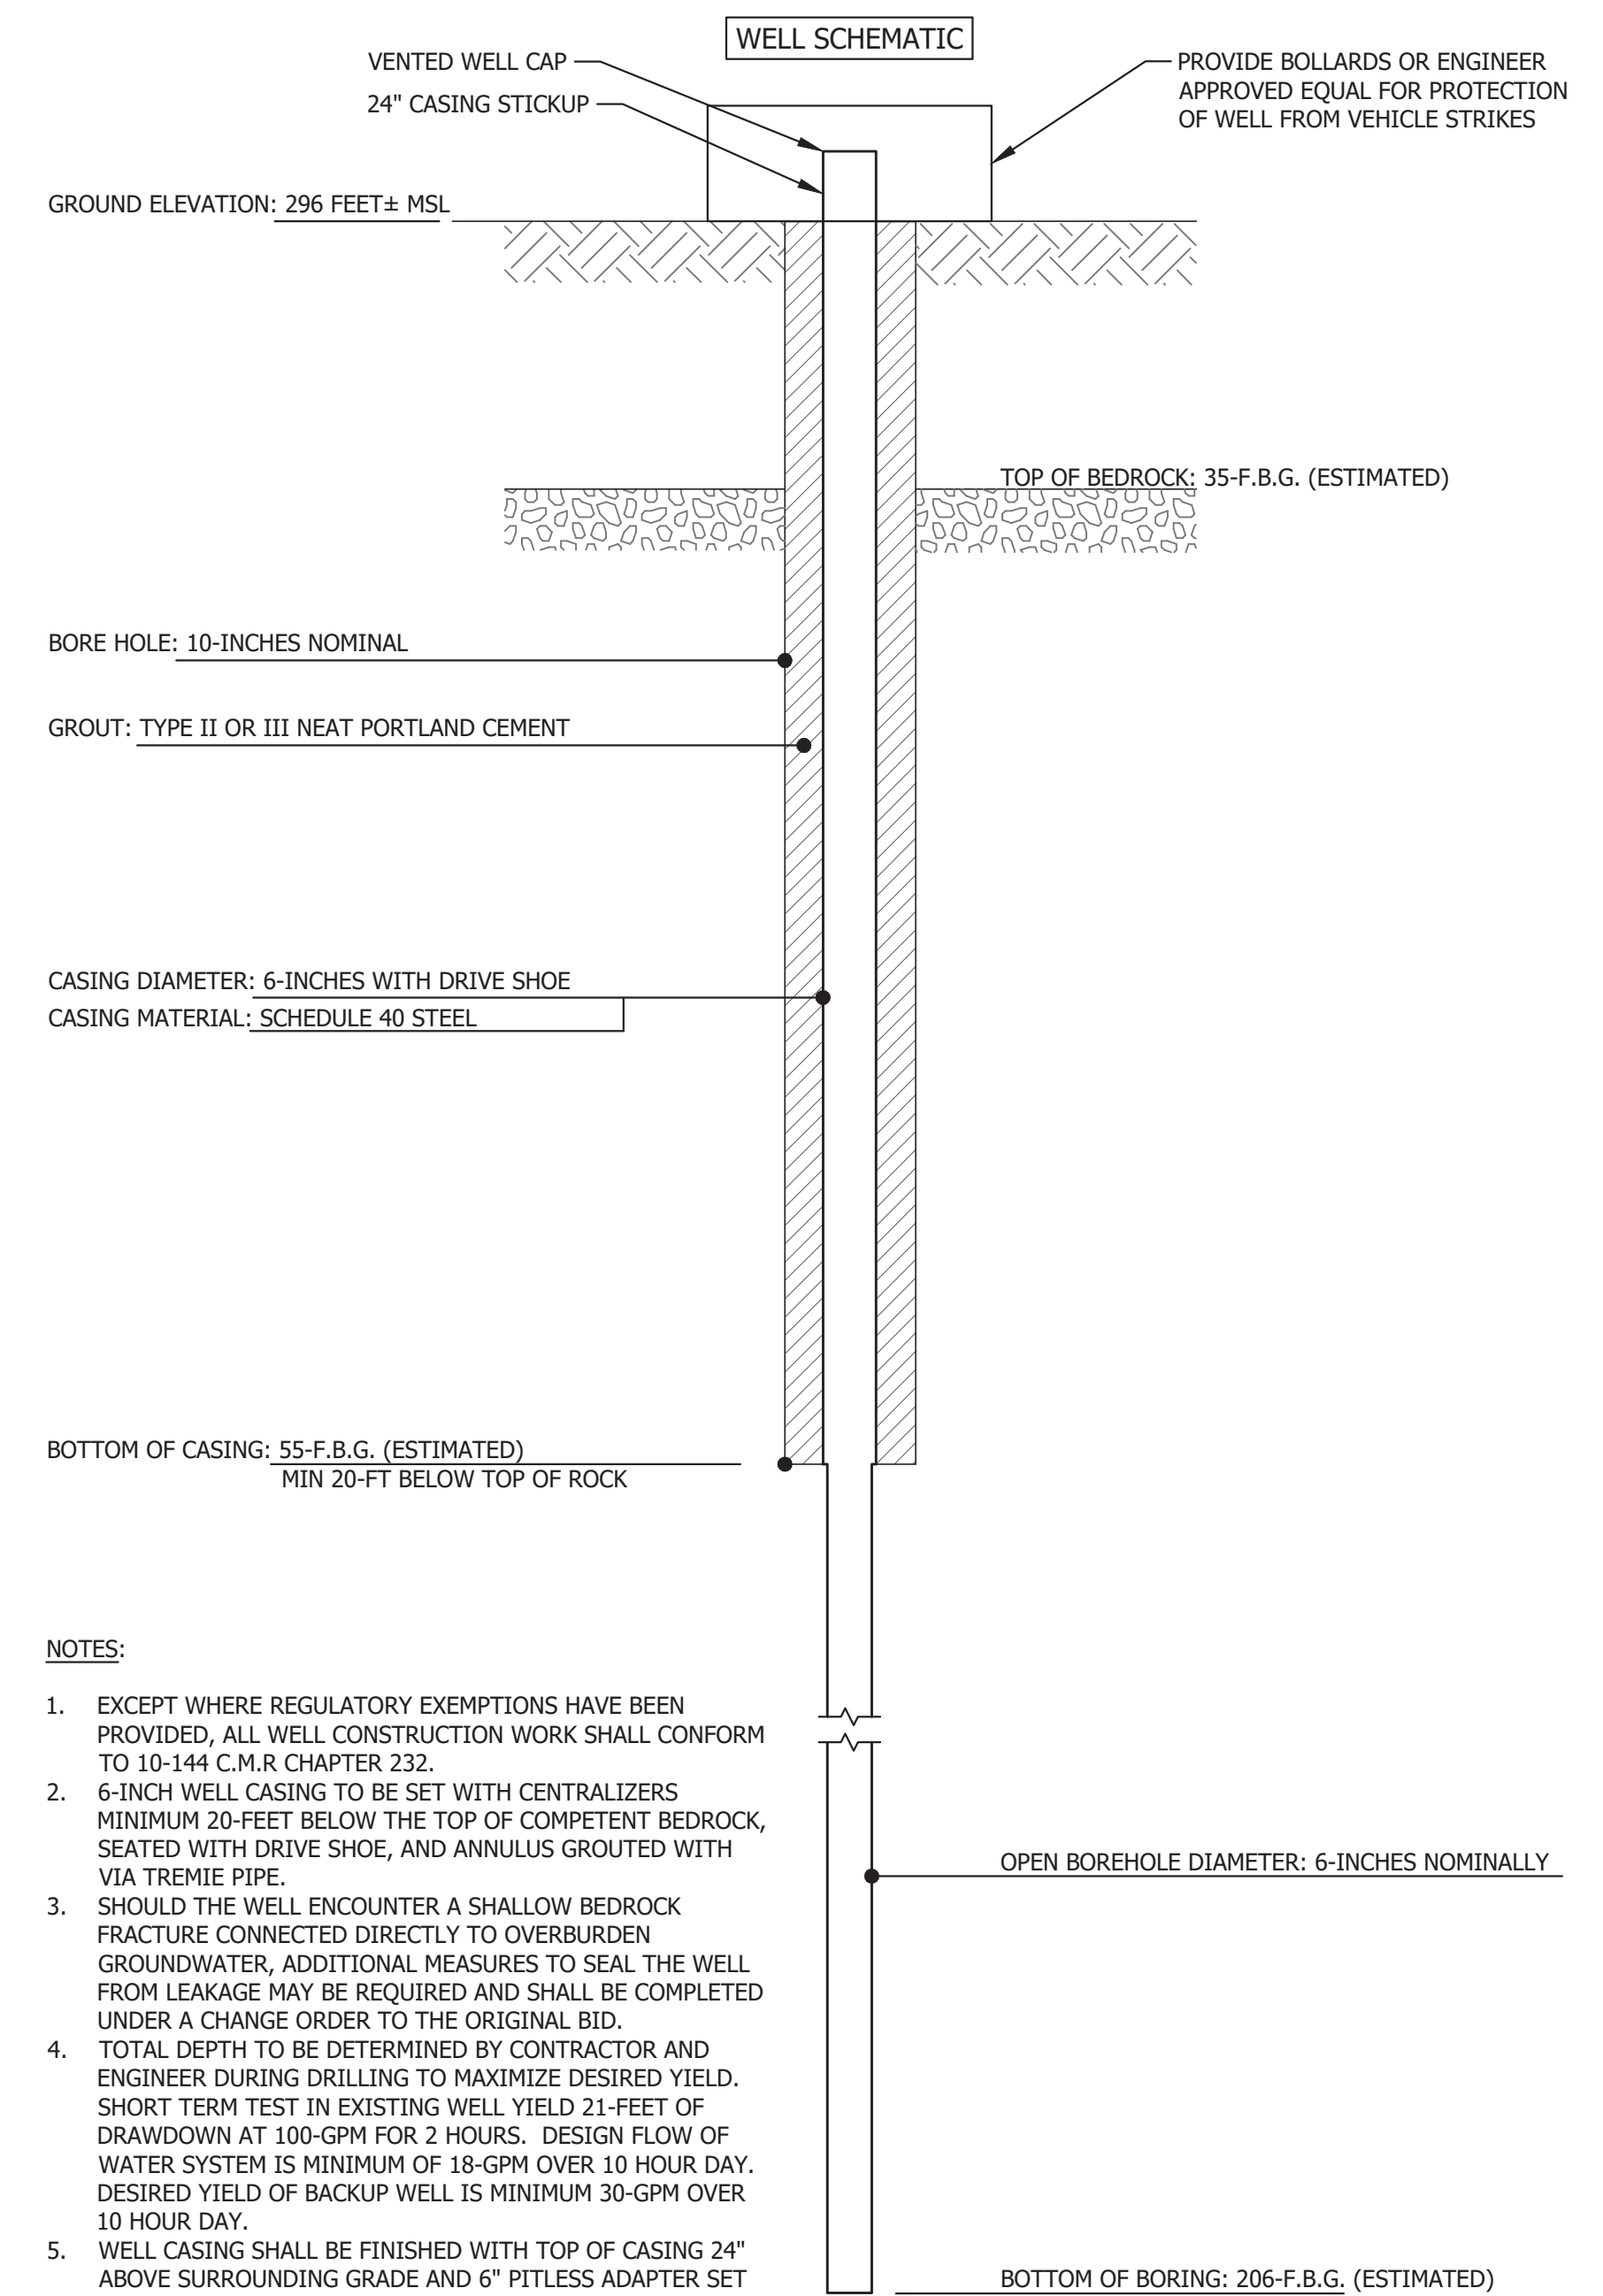 WELL SCHEMATIC
VENTED WELL CAP
24" CASING STICKUP
PROVIDE BOLLARDS OR ENGINEER
APPROVED EQUAL FOR PROTECTION
OF WELL FROM VEHICLE STRIKES
GROUND ELEVATION: 296 FEET± MSL
TOP OF BEDROCK: 35-F.B.G. (ESTIMATED)
BORE HOLE: 10-INCHES NOMINAL
GROUT: TYPE II OR III NEAT PORTLAND CEMENT
CASING DIAMETER: 6-INCHES WITH DRIVE SHOE
CASING MATERIAL: SCHEDULE 40 STEEL
BOTTOM OF CASING: 55-F.B.G. (ESTIMATED)
MIN 20-FT BELOW TOP OF ROCK
NOTES:
1. EXCEPT WHERE REGULATORY EXEMPTIONS HAVE BEEN
PROVIDED, ALL WELL CONSTRUCTION WORK SHALL CONFORM
TO 10-144 C.M.R CHAPTER 232.
2. 6-INCH WELL CASING TO BE SET WITH CENTRALIZERS
MINIMUM 20-FEET BELOW THE TOP OF COMPETENT BEDROCK,
SEATED WITH DRIVE SHOE, AND ANNULUS GROUTED WITH
VIA TREMIE PIPE.
3. SHOULD THE WELL ENCOUNTER A SHALLOW BEDROCK
FRACTURE CONNECTED DIRECTLY TO OVERBURDEN
GROUNDWATER, ADDITIONAL MEASURES TO SEAL THE WELL
FROM LEAKAGE MAY BE REQUIRED AND SHALL BE COMPLETED
UNDER A CHANGE ORDER TO THE ORIGINAL BID.
4. TOTAL DEPTH TO BE DETERMINED BY CONTRACTOR AND
ENGINEER DURING DRILLING TO MAXIMIZE DESIRED YIELD.
SHORT TERM TEST IN EXISTING WELL YIELD 21-FEET OF
DRAWDOWN AT 100-GPM FOR 2 HOURS. DESIGN FLOW OF
WATER SYSTEM IS MINIMUM OF 18-GPM OVER 10 HOUR DAY.
DESIRED YIELD OF BACKUP WELL IS MINIMUM 30-GPM OVER
10 HOUR DAY.
5. WELL CASING SHALL BE FINISHED WITH TOP OF CASING 24"
ABOVE SURROUNDING GRADE AND 6" PITLESS ADAPTER SET
OPEN BOREHOLE DIAMETER: 6-INCHES NOMINALLY
BOTTOM OF BORING: 206-F.B.G. (ESTIMATED)